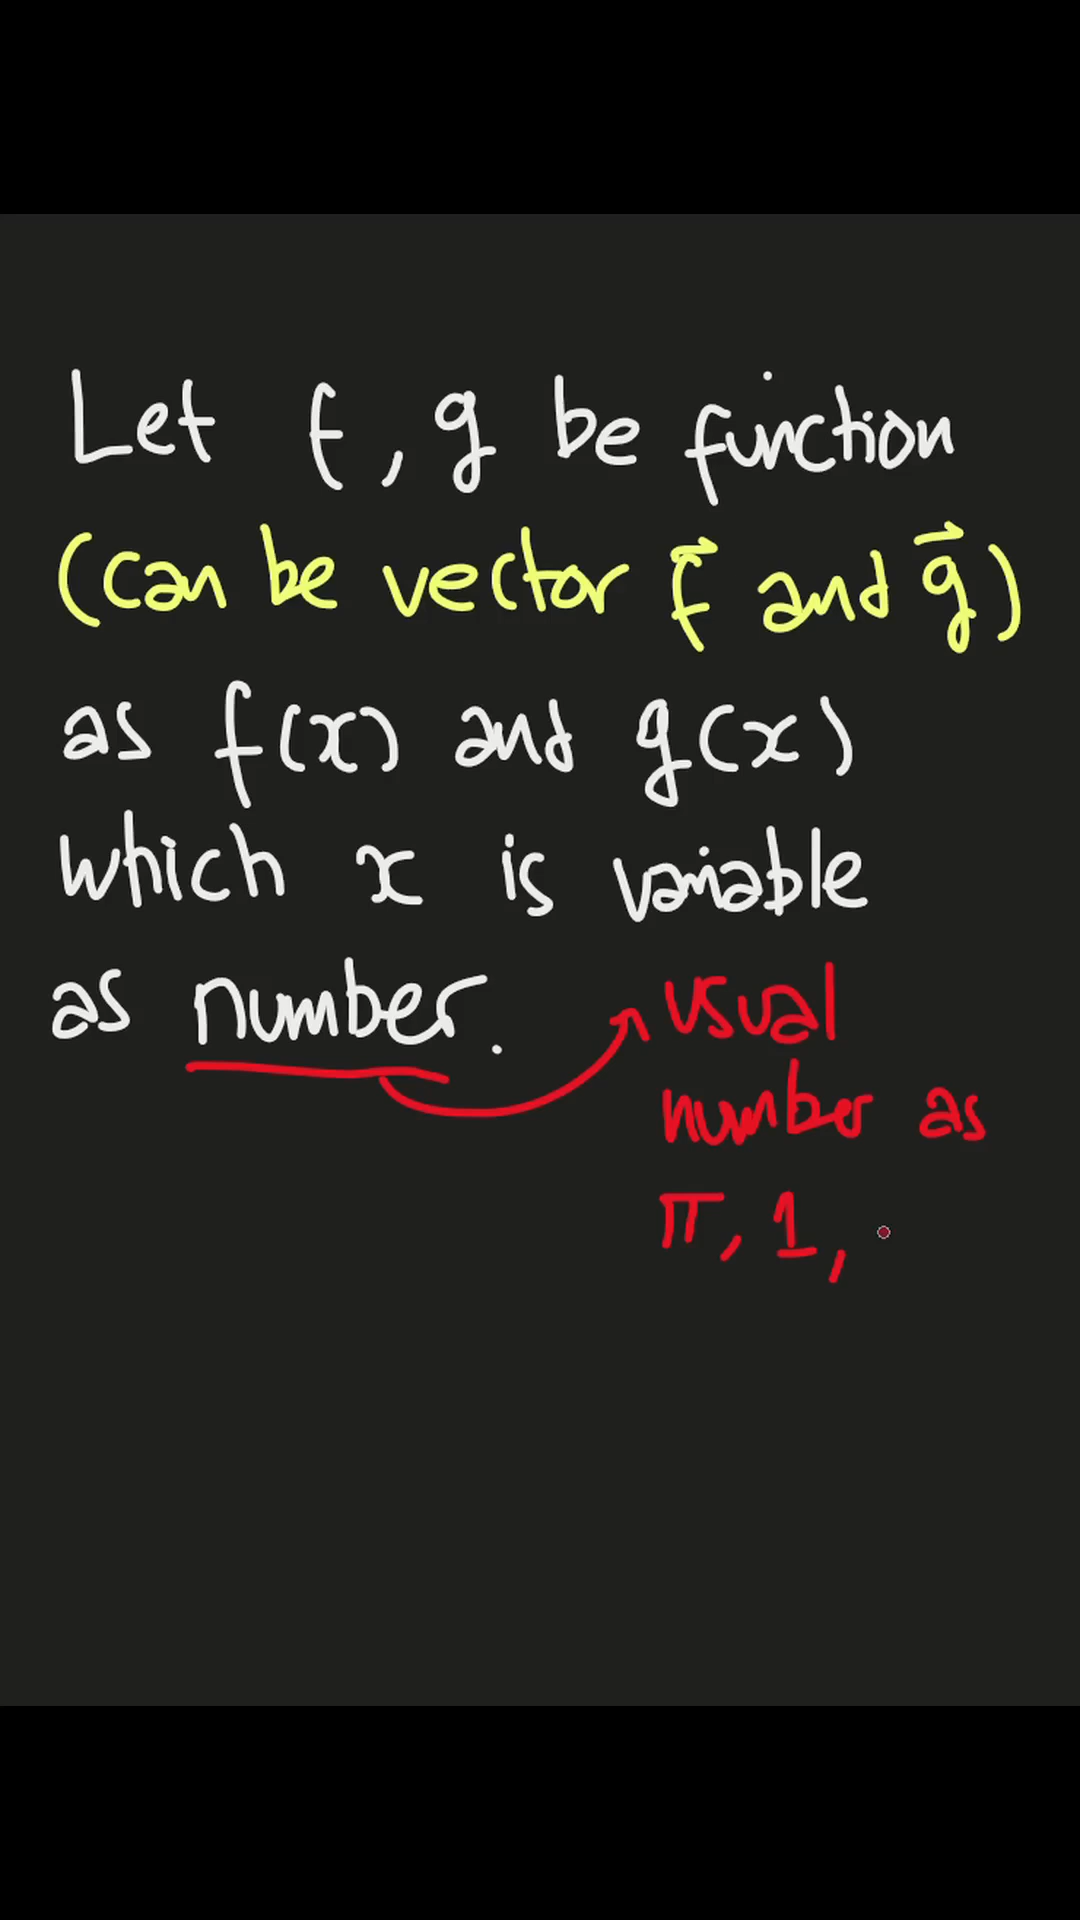 Let f, g be function
(can be vector f⃗ and g⃗)
as f(x) and g(x)
which x is variable
as number.
usual
number as
π, 1,